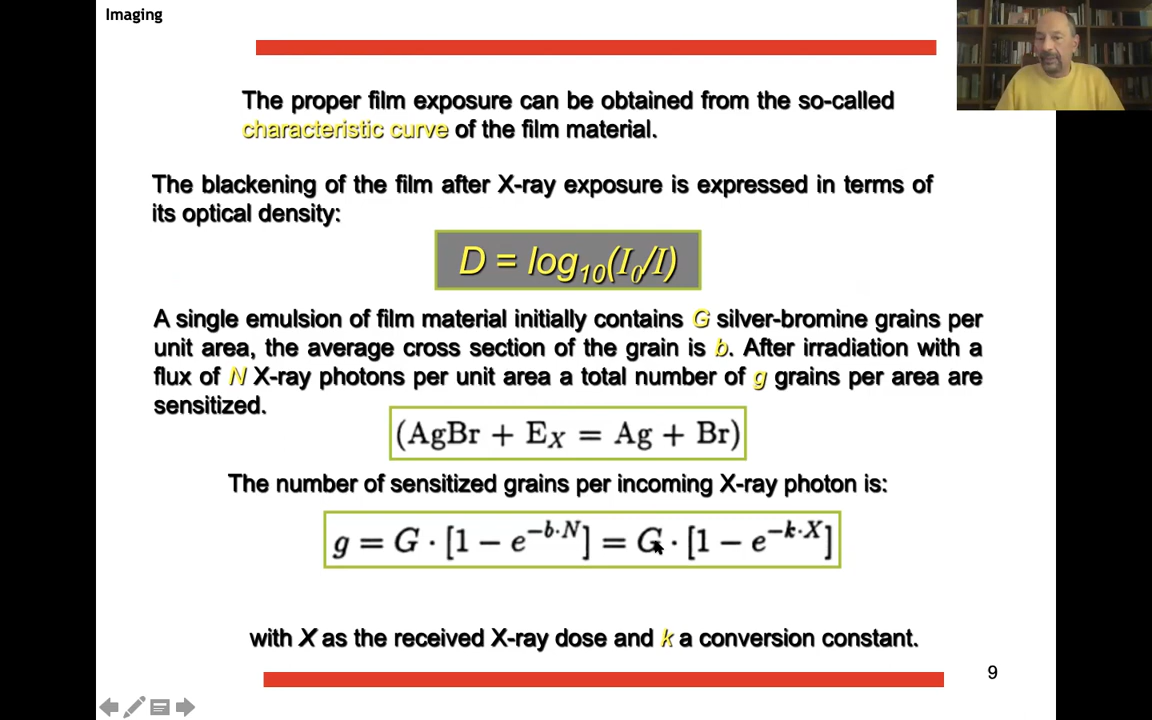 Imaging
The proper film exposure can be obtained from the so-called
characteristic curve of the film material.
The blackening of the film after X-ray exposure is expressed in terms of
its optical density:
D = log₁₀(I₀/I)
A single emulsion of film material initially contains G silver-bromine grains per
unit area, the average cross section of the grain is b. After irradiation with a
flux of N X-ray photons per unit area a total number of g grains per area are
sensitized.
(AgBr + E_X = Ag + Br)
The number of sensitized grains per incoming X-ray photon is:
g = G · [1 − e^{−b·N}] = G · [1 − e^{−k·X}]
with X as the received X-ray dose and k a conversion constant.
9